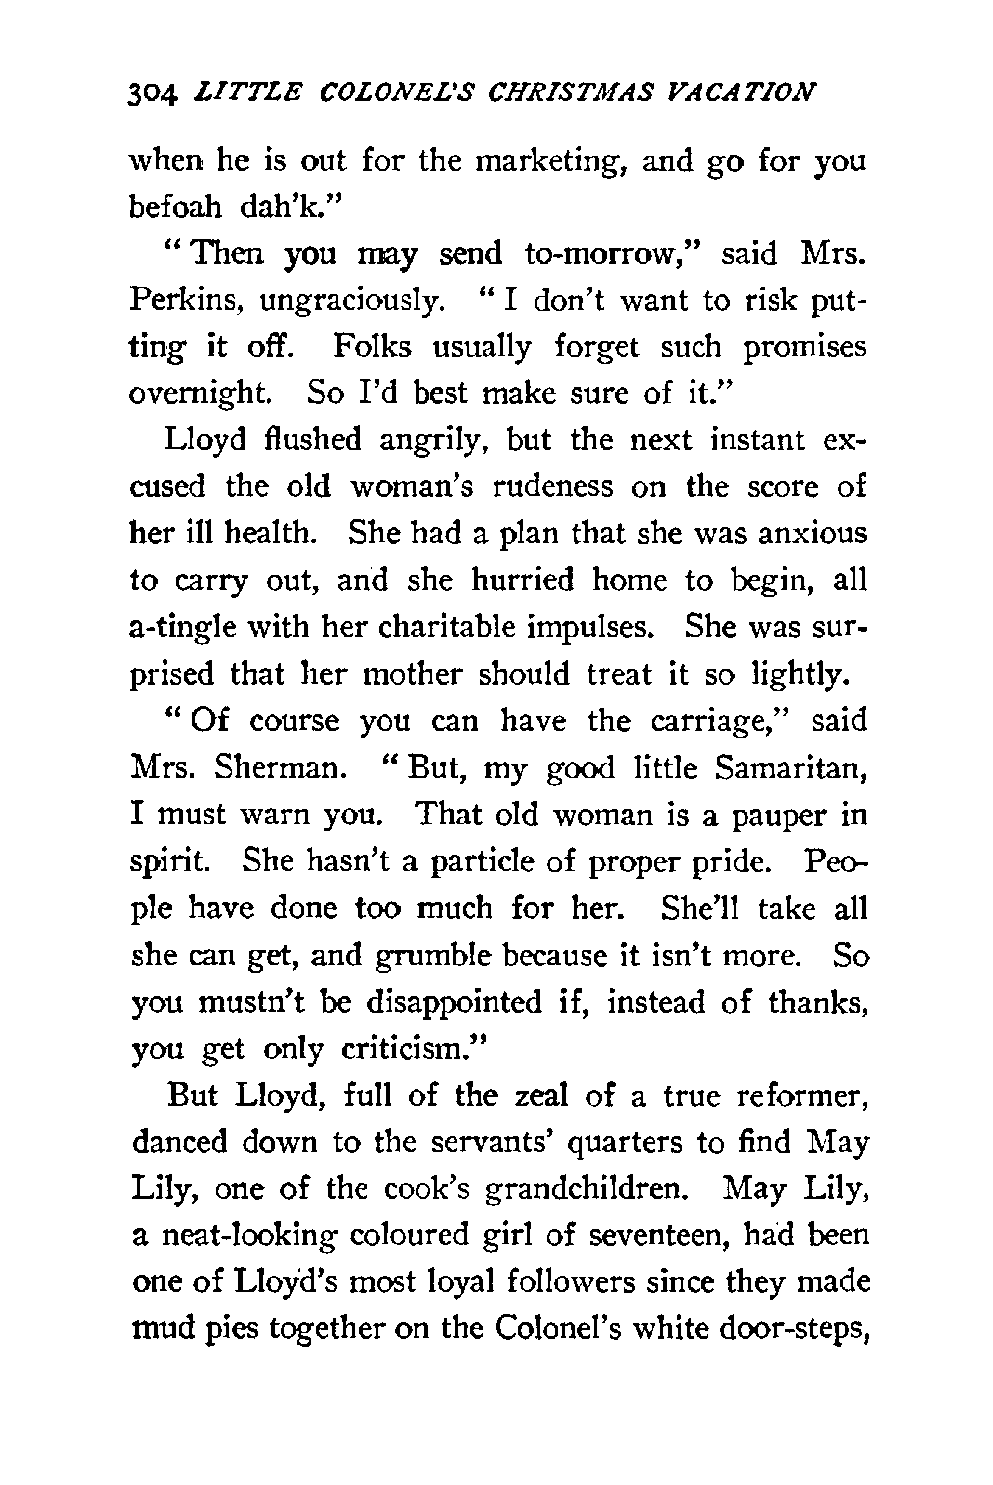 304 LITTLE COLONEL'S CHRISTMAS VACATION
when he is out for the marketing, and go for you
befoah dah'k."
" Then you may send to-morrow," said Mrs.
Perkins, ungraciously. " I don't want to risk put-
ting it off. Folks usually forget such promises
overnight. So I'd best make sure of it."
Lloyd flushed angrily, but the next instant ex-
cused the old woman's rudeness on the score of
her ill health. She had a plan that she was anxious
to carry out, and she hurried home to begin, all
a-tingle with her charitable impulses. She was sur-
prised that her mother should treat it so lightly.
" Of course you can have the carriage," said
Mrs. Sherman. " But, my good little Samaritan,
I must warn you. That old woman is a pauper in
spirit. She hasn't a particle of proper pride. Peo-
ple have done too much for her. She'll take all
she can get, and grumble because it isn't more. So
you mustn't be disappointed if, instead of thanks,
you get only criticism."
But Lloyd, full of the zeal of a true reformer,
danced down to the servants' quarters to find May
Lily, one of the cook's grandchildren. May Lily,
a neat-looking coloured girl of seventeen, had been
one of Lloyd's most loyal followers since they made
mud pies together on the Colonel's white door-steps,